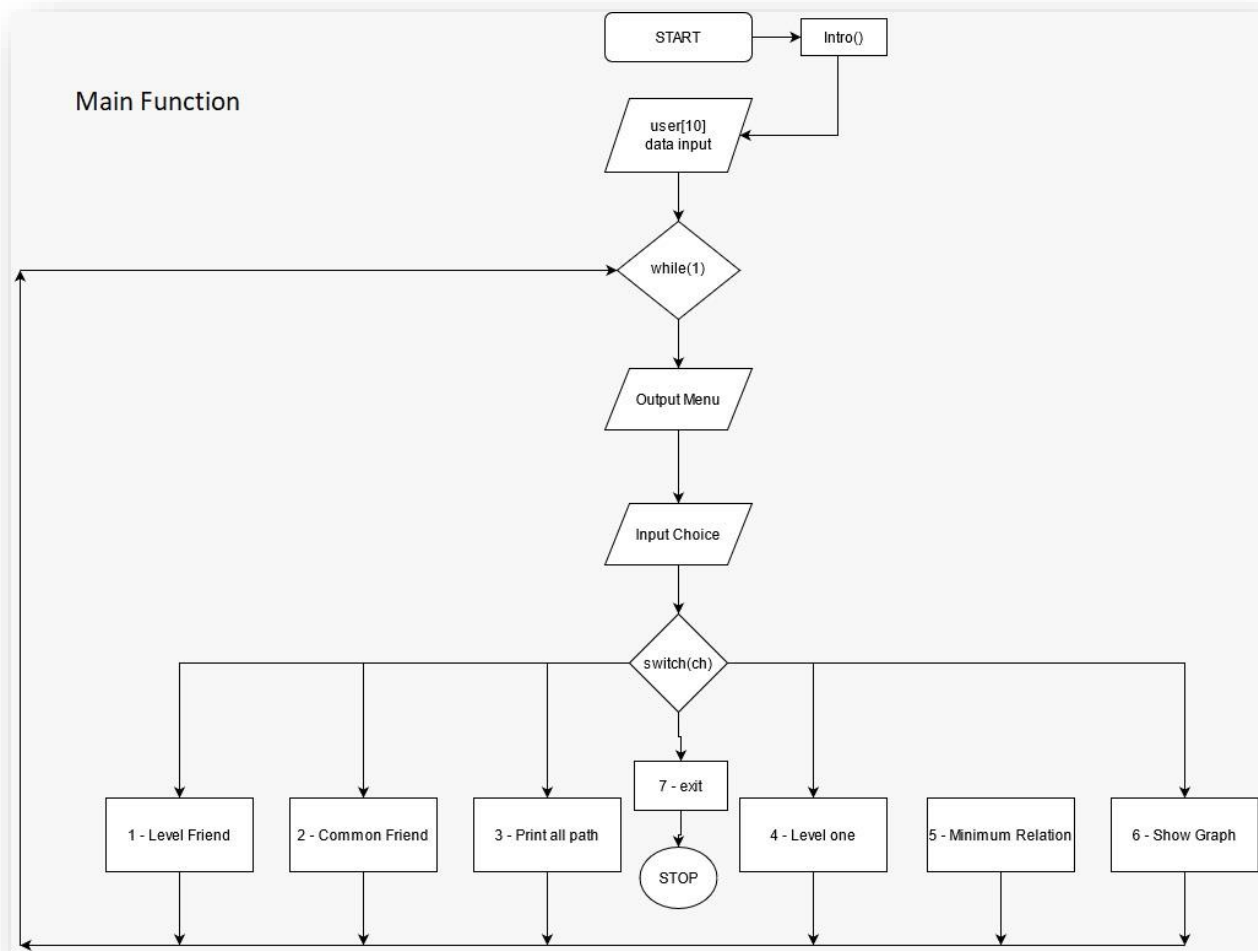 START
Intro()
Main Function
user[10]
data input
while(1)
Output Menu
Input Choice
switch(ch)
7 - exit
1 - Level Friend
2 - Common Friend
3 - Print all path
4 - Level one
5 - Minimum Relation
6 - Show Graph
STOP